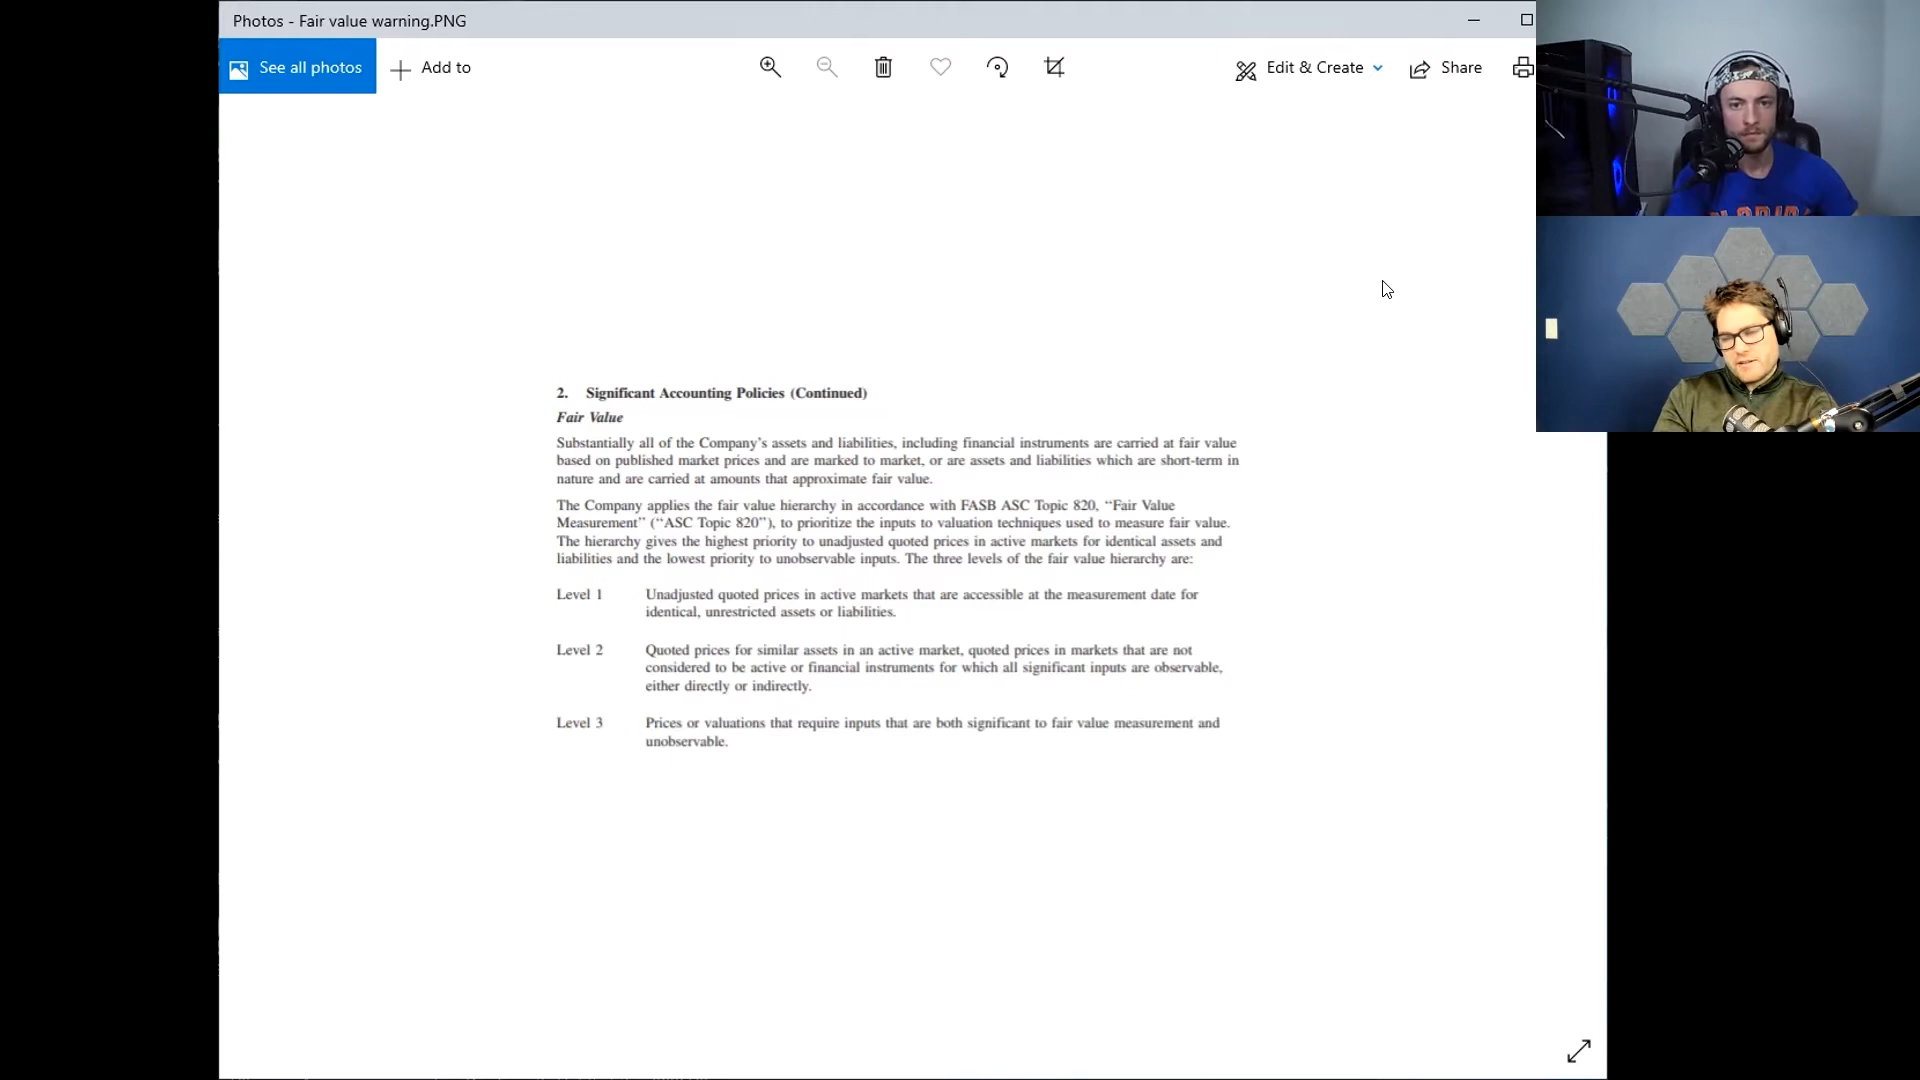 Photos - Fair value warning.PNG
See all photos
Add to
Edit & Create
Share
FLORIDA
2. Significant Accounting Policies (Continued)
Fair Value
Substantially all of the Company's assets and liabilities, including financial instruments are carried at fair value
based on published market prices and are marked to market, or are assets and liabilities which are short-term in
nature and are carried at amounts that approximate fair value.
The Company applies the fair value hierarchy in accordance with FASB ASC Topic 820, “Fair Value
Measurement” (“ASC Topic 820”), to prioritize the inputs to valuation techniques used to measure fair value.
The hierarchy gives the highest priority to unadjusted quoted prices in active markets for identical assets and
liabilities and the lowest priority to unobservable inputs. The three levels of the fair value hierarchy are:
Level 1 Unadjusted quoted prices in active markets that are accessible at the measurement date for
identical, unrestricted assets or liabilities.
Level 2 Quoted prices for similar assets in an active market, quoted prices in markets that are not
considered to be active or financial instruments for which all significant inputs are observable,
either directly or indirectly.
Level 3 Prices or valuations that require inputs that are both significant to fair value measurement and
unobservable.